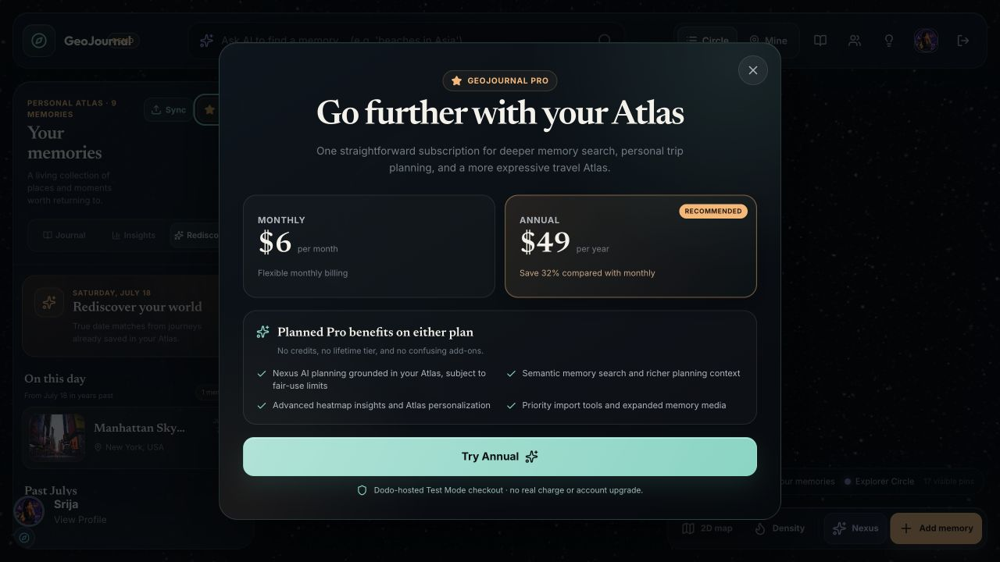 GeoJournal
Ask AI to find a memory... (e.g. 'beaches in Asia')
Circle
Mine
PERSONAL ATLAS · 9
MEMORIES
Your
memories
A living collection of
places and moments
worth returning to.
Sync
Journal
Insights
Redisco
SATURDAY, JULY 18
Rediscover your world
True date matches from journeys
already saved in your Atlas.
On this day
From July 18 in years past
Manhattan Sky...
New York, USA
Past Julys
Srija
View Profile
GEOJOURNAL PRO
Go further with your Atlas
One straightforward subscription for deeper memory search, personal trip
planning, and a more expressive travel Atlas.
MONTHLY
$6 per month
Flexible monthly billing
RECOMMENDED
ANNUAL
$49 per year
Save 32% compared with monthly
Planned Pro benefits on either plan
No credits, no lifetime tier, and no confusing add-ons.
Nexus AI planning grounded in your Atlas, subject to
fair-use limits
Semantic memory search and richer planning context
Advanced heatmap insights and Atlas personalization
Priority import tools and expanded memory media
Try Annual
Dodo-hosted Test Mode checkout · no real charge or account upgrade.
our memories
Explorer Circle
17 visible pins
2D map
Density
Nexus
Add memory